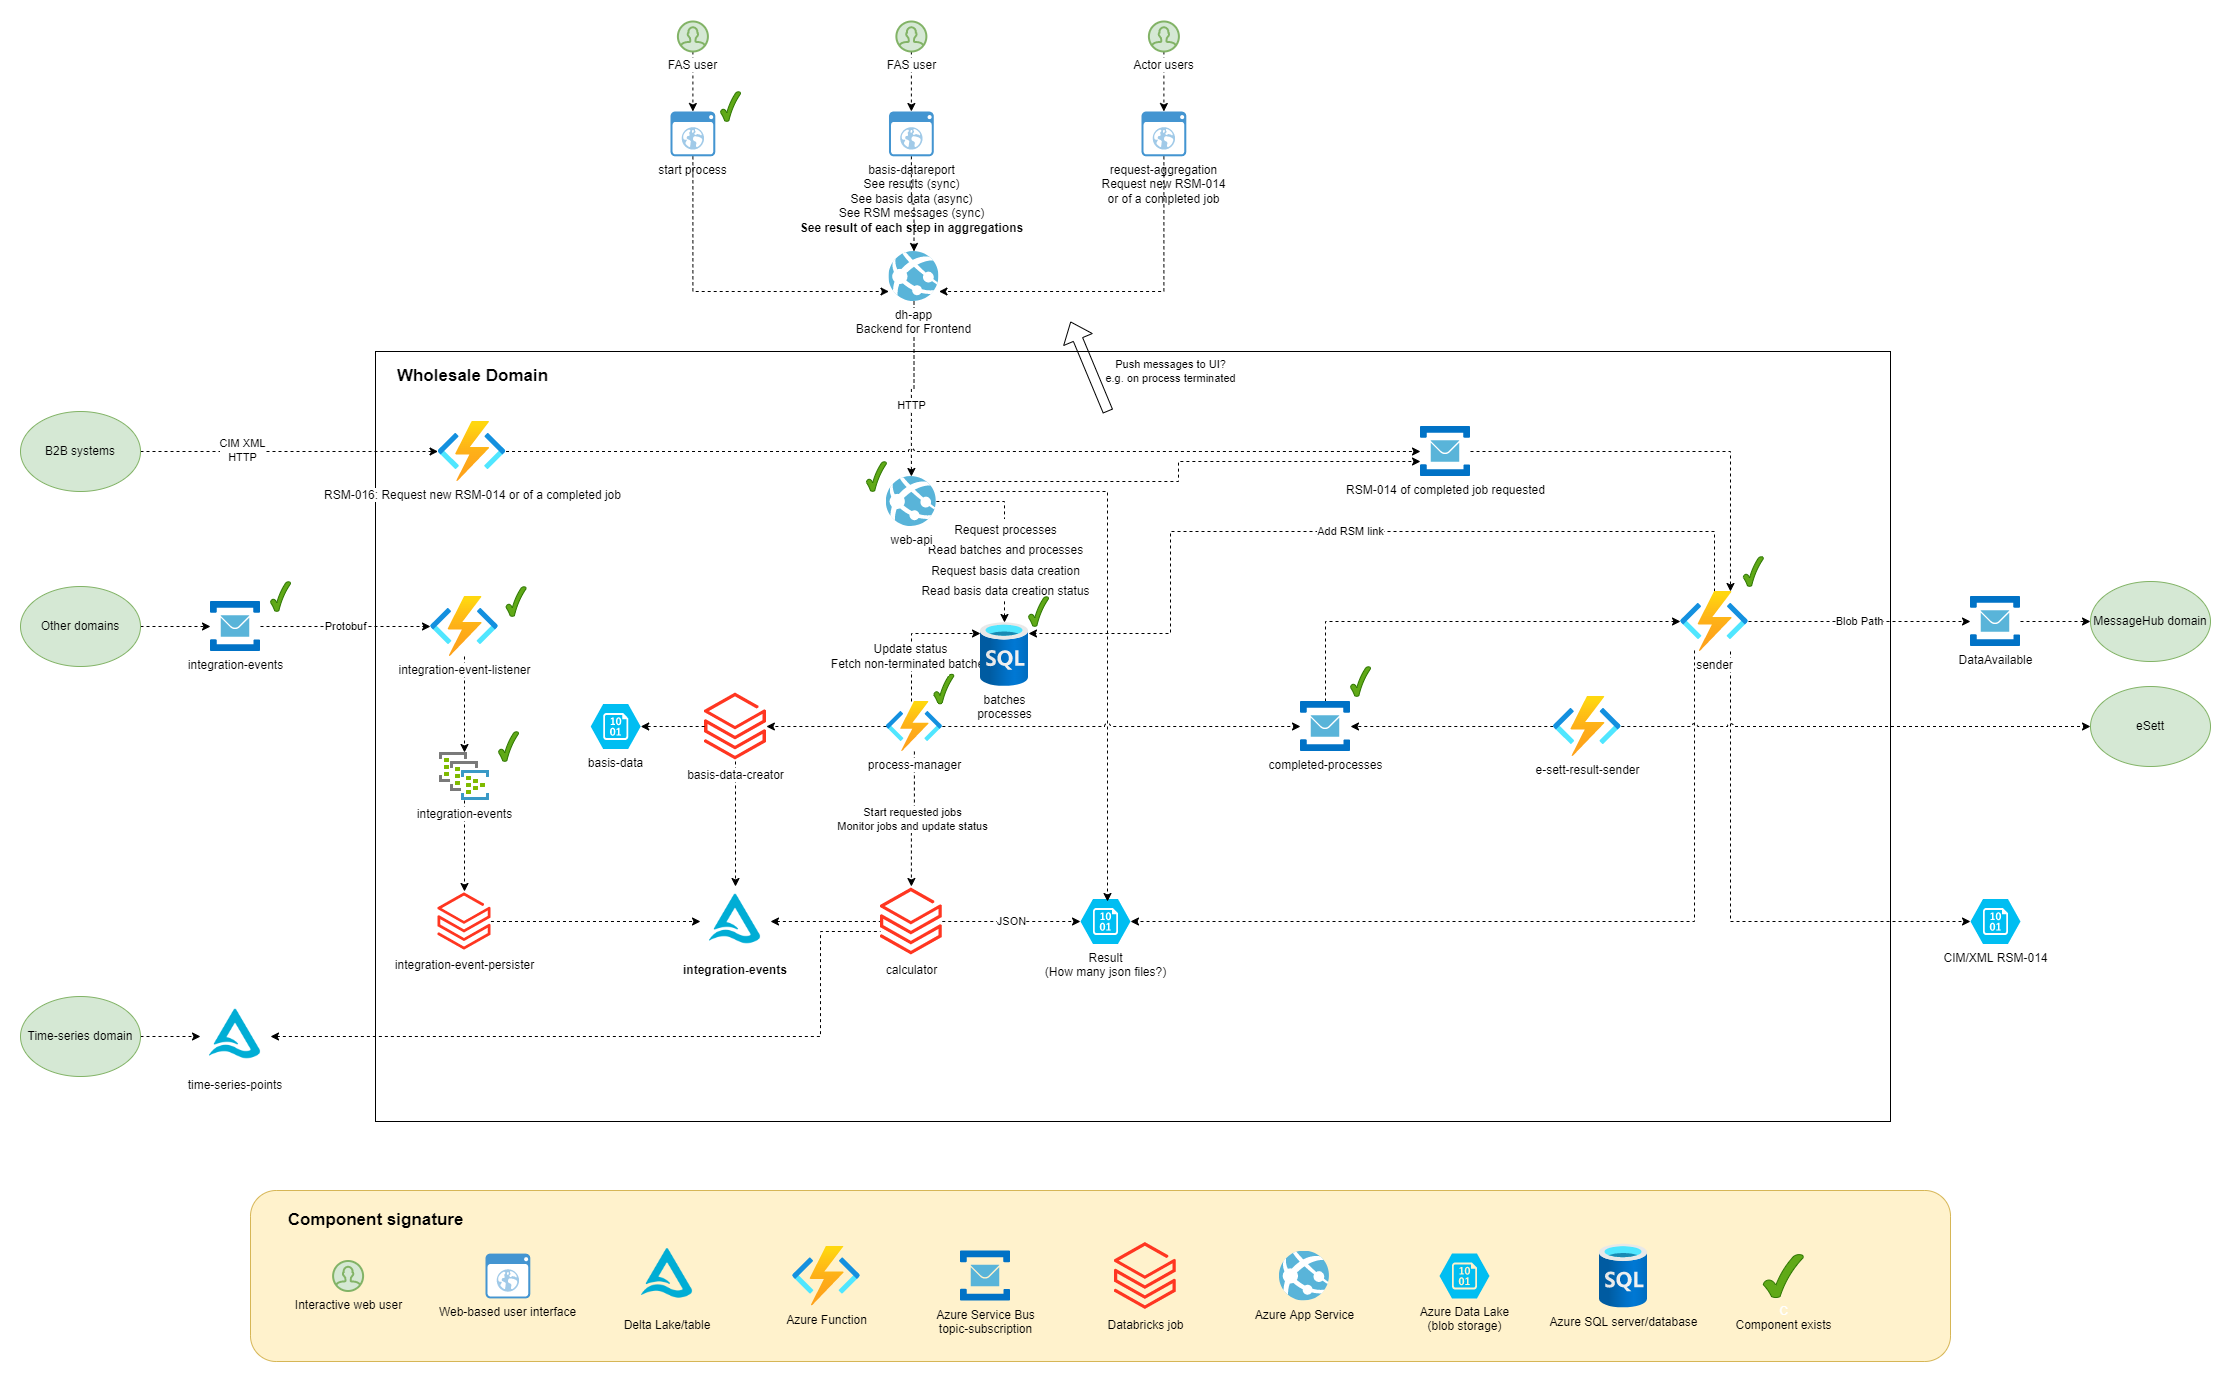 FAS user
FAS user
Actor users
start process
basis-datareport
See results (sync)
See basis data (async)
See RSM messages (sync)
See result of each step in aggregations
request-aggregation
Request new RSM-014
or of a completed job
dh-app
Backend for Frontend
Push messages to UI?
e.g. on process terminated
Wholesale Domain
HTTP
B2B systems
CIM XML
HTTP
RSM-016: Request new RSM-014 or of a completed job
RSM-014 of completed job requested
web-api
Request processes
Read batches and processes
Request basis data creation
Read basis data creation status
Add RSM link
Other domains
integration-events
Protobuf
integration-event-listener
Update status
Fetch non-terminated batche
SQL
batches
processes
sender
Blob Path
DataAvailable
MessageHub domain
10
01
basis-data
basis-data-creator
process-manager
completed-processes
e-sett-result-sender
eSett
integration-events
Start requested jobs
Monitor jobs and update status
integration-event-persister
integration-events
calculator
JSON
10
01
Result
(How many json files?)
10
01
CIM/XML RSM-014
Time-series domain
time-series-points
Component signature
Interactive web user
Web-based user interface
Delta Lake/table
Azure Function
Azure Service Bus
topic-subscription
Databricks job
Azure App Service
10
01
Azure Data Lake
(blob storage)
SQL
Azure SQL server/database
C
Component exists